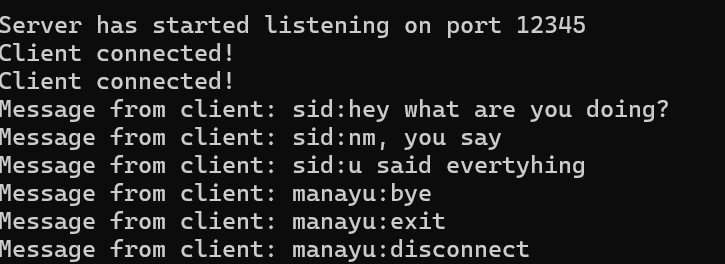 Server has started listening on port 12345
Client connected!
Client connected!
Message from client: sid:hey what are you doing?
Message from client: sid:nm, you say
Message from client: sid:u said evertyhing
Message from client: manayu:bye
Message from client: manayu:exit
Message from client: manayu:disconnect